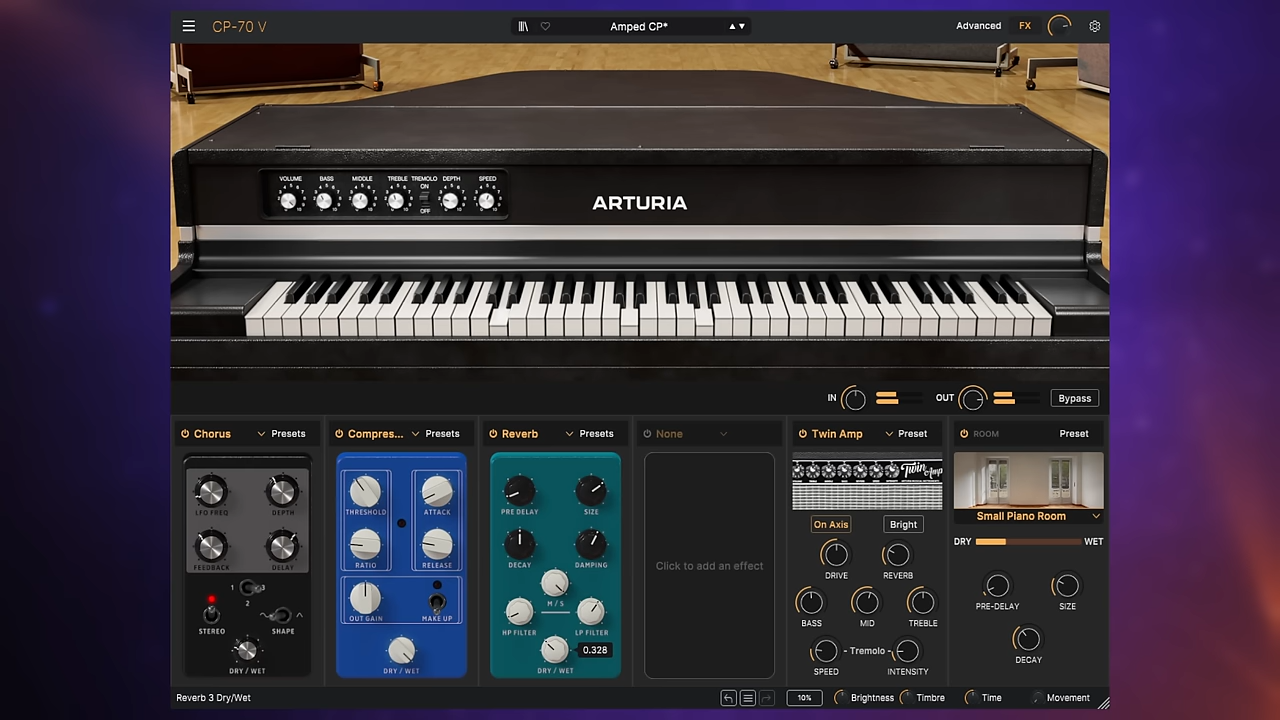 CP-70 V
Amped CP*
Advanced
FX
VOLUME BASS MIDDLE TREBLE TREMOLO DEPTH SPEED
ON
OFF
ARTURIA
IN
OUT
Bypass
Chorus Presets
Compres... Presets
Reverb Presets
None
Twin Amp Preset
ROOM Preset
LFO FREQ DEPTH
FEEDBACK DELAY
1
2
STEREO SHAPE
DRY / WET
THRESHOLD ATTACK
RATIO RELEASE
OUT GAIN MAKE UP
DRY / WET
PRE DELAY SIZE
DECAY DAMPING
M / S
HP FILTER LP FILTER
0.328
DRY / WET
Click to add an effect
Twin Amp
On Axis Bright
DRIVE REVERB
BASS MID TREBLE
- Tremolo -
SPEED INTENSITY
Small Piano Room
DRY WET
PRE-DELAY SIZE
DECAY
Reverb 3 Dry/Wet
10%
Brightness Timbre Time Movement